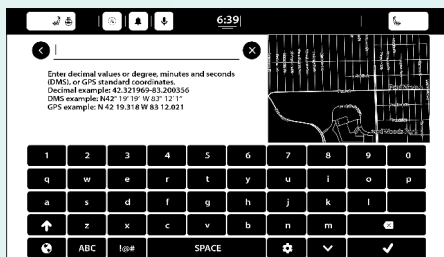 6:39
Enter decimal values or degree, minutes and seconds
(DMS), or GPS standard coordinates.
Decimal example: 42.321969-83.200356
DMS example: N42° 19' 19" W 83° 12' 1"
GPS example: N 42 19.318 W 83 12.021
1 2 3 4 5 6 7 8 9 0
q w e r t y u i o p
a s d f g h j k l
z x c v b n m
ABC !@# SPACE